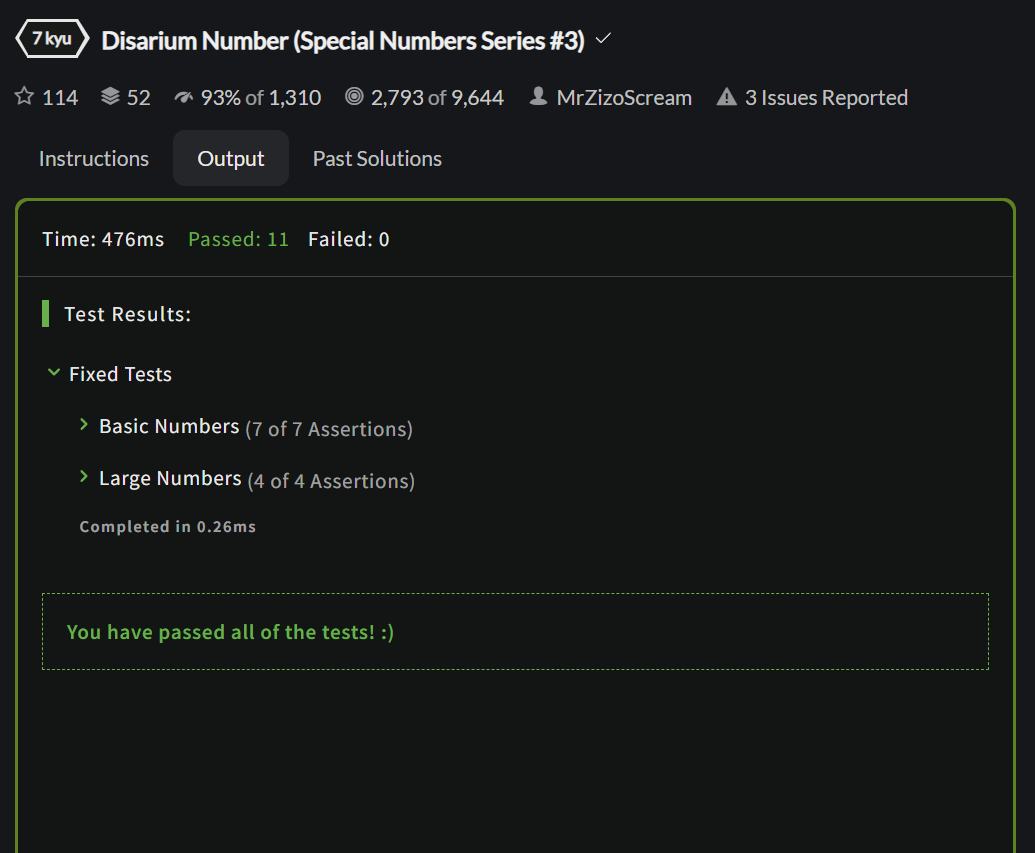 7 kyu Disarium Number (Special Numbers Series #3)
114 52 93% of 1,310 2,793 of 9,644 MrZizoScream 3 Issues Reported
Instructions Output Past Solutions
Time: 476ms Passed: 11 Failed: 0
Test Results:
Fixed Tests
Basic Numbers (7 of 7 Assertions)
Large Numbers (4 of 4 Assertions)
Completed in 0.26ms
You have passed all of the tests! :)